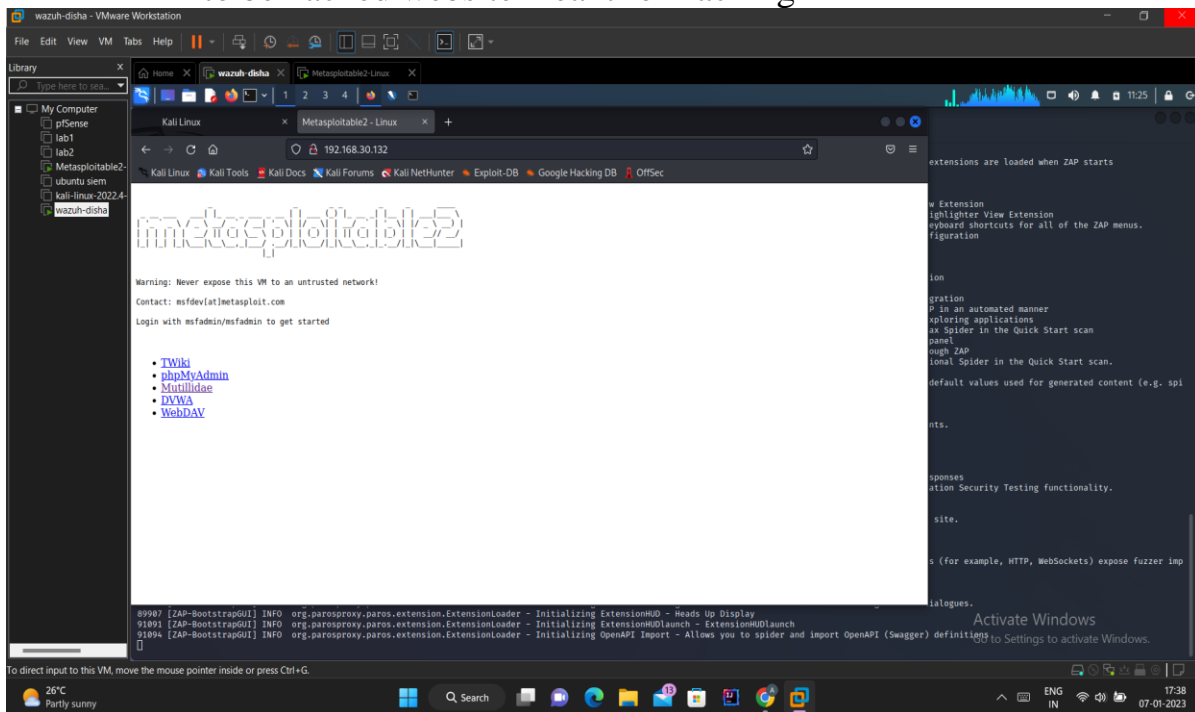 wazuh-disha - VMware Workstation
File Edit View VM Tabs Help
Library
Type here to sea...
My Computer
pfSense
lab1
lab2
Metasploitable2-
ubuntu siem
kali-linux-2022.4-
wazuh-disha
Home
wazuh-disha
Metasploitable2-Linux
1 2 3 4
11:25
Kali Linux
Metasploitable2 - Linux
192.168.30.132
Kali Linux Kali Tools Kali Docs Kali Forums Kali NetHunter Exploit-DB Google Hacking DB OffSec
metasploitable2
Warning: Never expose this VM to an untrusted network!
Contact: msfdev[at]metasploit.com
Login with msfadmin/msfadmin to get started
• TWiki
• phpMyAdmin
• Mutillidae
• DVWA
• WebDAV
extensions are loaded when ZAP starts
w Extension
ighlighter View Extension
eyboard shortcuts for all of the ZAP menus.
figuration
ion
gration
P in an automated manner
xploring applications
ax Spider in the Quick Start scan
panel
ough ZAP
ional Spider in the Quick Start scan.
default values used for generated content (e.g. spi
nts.
sponses
ation Security Testing functionality.
site.
s (for example, HTTP, WebSockets) expose fuzzer imp
ialogues.
89907 [ZAP-BootstrapGUI] INFO org.parosproxy.paros.extension.ExtensionLoader - Initializing ExtensionHUD - Heads Up Display
91091 [ZAP-BootstrapGUI] INFO org.parosproxy.paros.extension.ExtensionLoader - Initializing ExtensionHUDlaunch - ExtensionHUDlaunch
91094 [ZAP-BootstrapGUI] INFO org.parosproxy.paros.extension.ExtensionLoader - Initializing OpenAPI Import - Allows you to spider and import OpenAPI (Swagger) definitions
Activate Windows
Go to Settings to activate Windows.
To direct input to this VM, move the mouse pointer inside or press Ctrl+G.
26°C
Partly sunny
Search
13
ENG
IN
17:38
07-01-2023